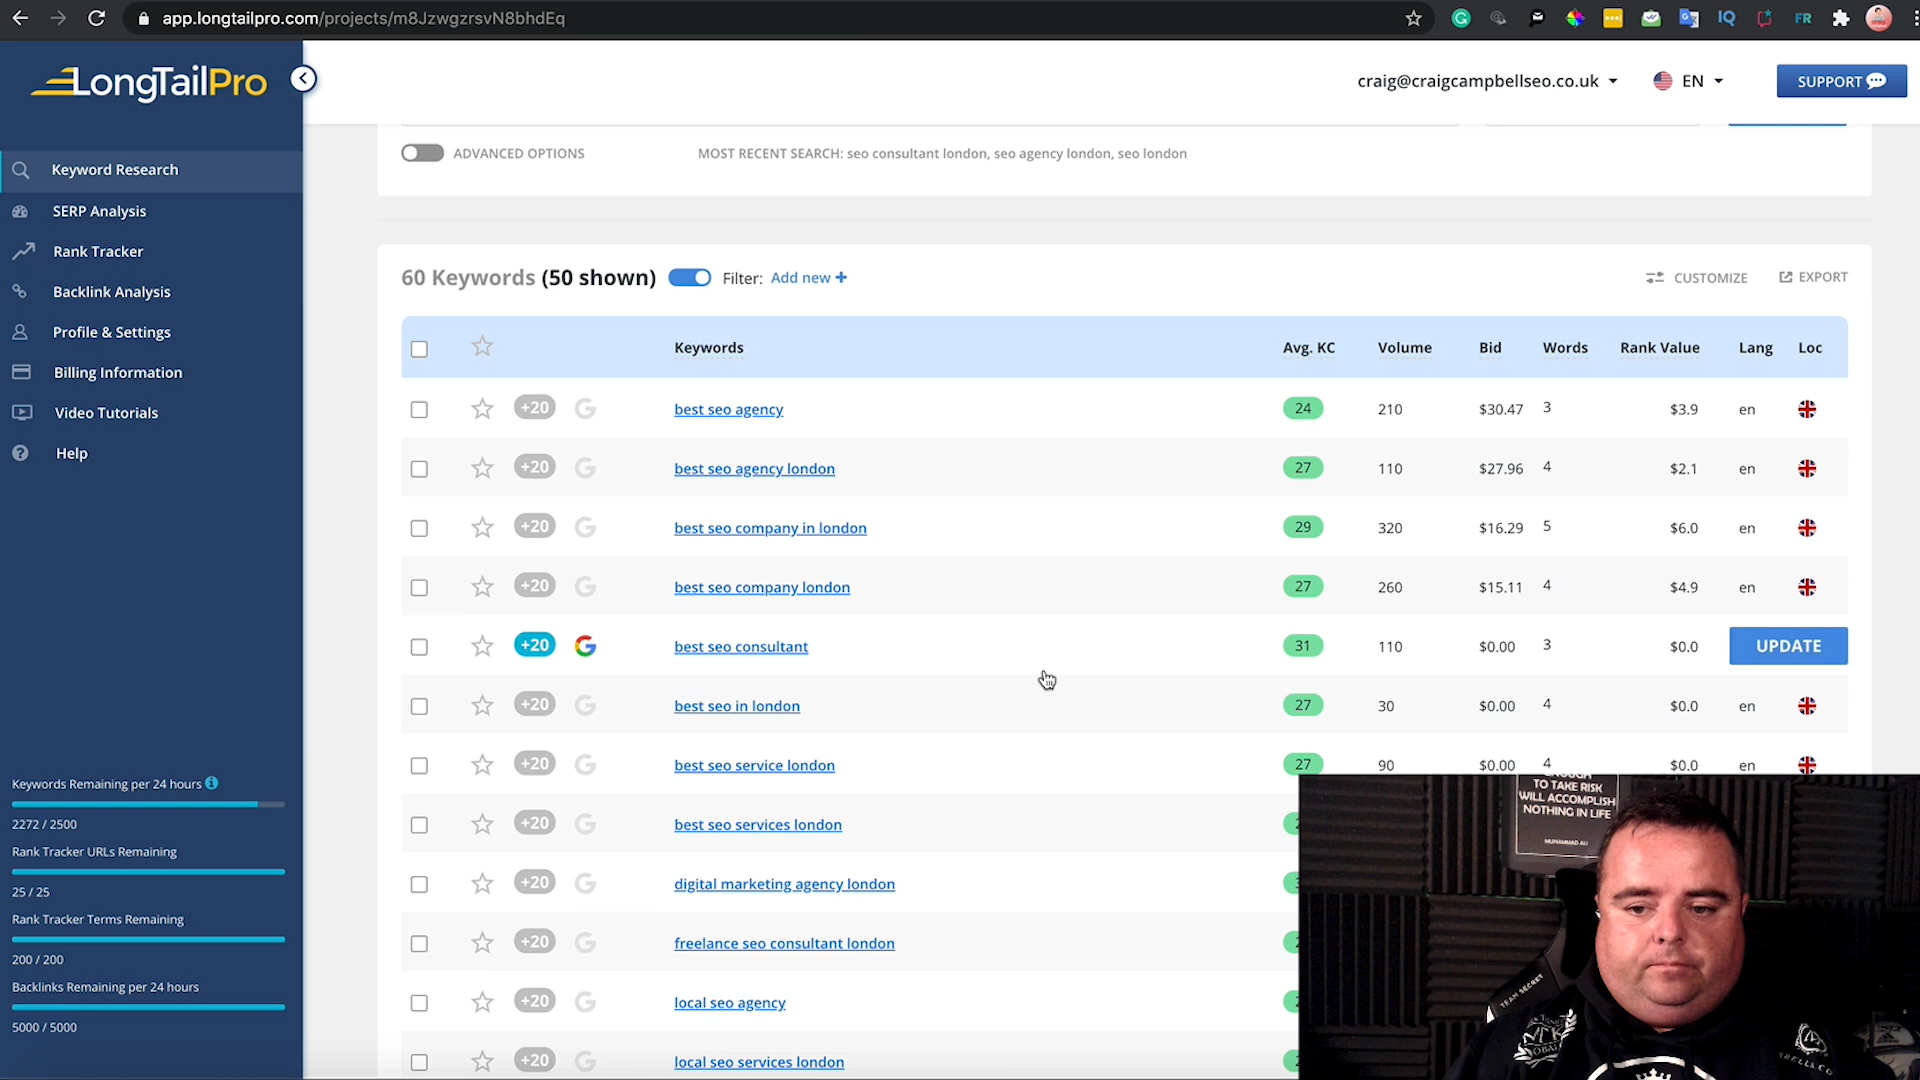 app.longtailpro.com/projects/m8JzwgzrsvN8bhdEq
IQ
FR
LongTailPro
craig@craigcampbellseo.co.uk
EN
SUPPORT
Keyword Research
SERP Analysis
Rank Tracker
Backlink Analysis
Profile & Settings
Billing Information
Video Tutorials
Help
Keywords Remaining per 24 hours
2272 / 2500
Rank Tracker URLs Remaining
25 / 25
Rank Tracker Terms Remaining
200 / 200
Backlinks Remaining per 24 hours
5000 / 5000
ADVANCED OPTIONS MOST RECENT SEARCH: seo consultant london, seo agency london, seo london
60 Keywords (50 shown) Filter: Add new + CUSTOMIZE EXPORT
Keywords Avg. KC Volume Bid Words Rank Value Lang Loc
+20 best seo agency 24 210 $30.47 3 $3.9 en
+20 best seo agency london 27 110 $27.96 4 $2.1 en
+20 best seo company in london 29 320 $16.29 5 $6.0 en
+20 best seo company london 27 260 $15.11 4 $4.9 en
+20 best seo consultant 31 110 $0.00 3 $0.0 UPDATE
+20 best seo in london 27 30 $0.00 4 $0.0 en
+20 best seo service london 27 90 $0.00 4 $0.0 en
+20 best seo services london
+20 digital marketing agency london
+20 freelance seo consultant london
+20 local seo agency
+20 local seo services london
TO TAKE RISK
WILL ACCOMPLISH
NOTHING IN LIFE
MUHAMMAD ALI
TEAM SECRET